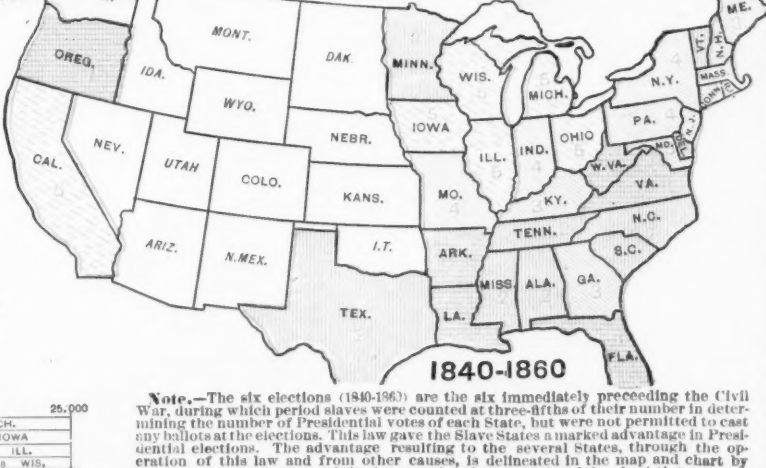 ME.
MONT.
OREG.
IDA.
DAK.
MINN.
WIS.
MICH.
VT.
N.H.
N.Y.
MASS.
CONN.
WYO.
IOWA
PA.
N.J.
NEBR.
NEV.
UTAH
COLO.
CAL.
ILL.
IND.
OHIO
MD.
DEL.
W.VA.
VA.
KANS.
MO.
KY.
N.C.
TENN.
ARIZ.
N.MEX.
I.T.
ARK.
S.C.
TEX.
LA.
MISS.
ALA.
GA.
FLA.
1840-1860
25.000
CH.
IOWA
ILL.
WIS.
Note.—The six elections (1840-1860) are the six immediately preceeding the Civil
War, during which period slaves were counted at three-fifths of their number in deter-
mining the number of Presidential votes of each State, but were not permitted to cast
any ballots at the elections. This law gave the Slave States a marked advantage in Presi-
dential elections. The advantage resulting to the several States, through the op-
eration of this law and from other causes, is delineated in the map and chart by